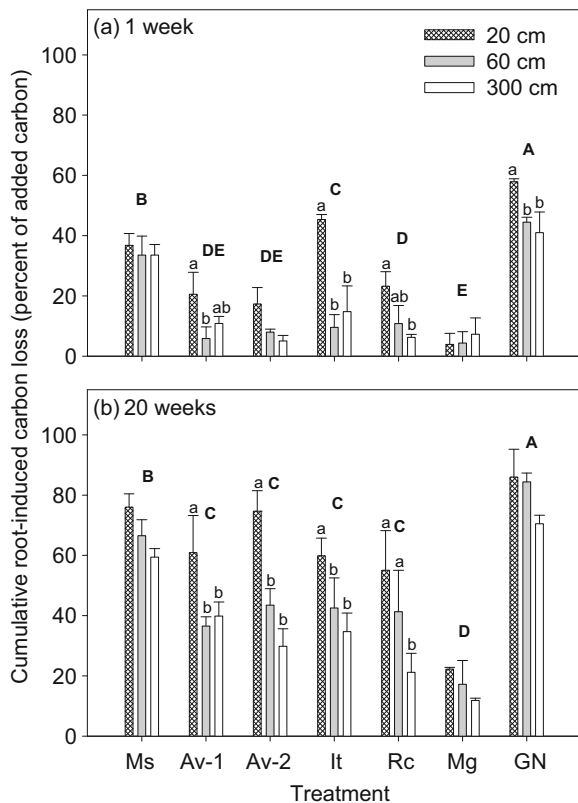 Cumulative root-induced carbon loss (percent of added carbon)
(a) 1 week
20 cm
60 cm
300 cm
100
80
60
40
20
0
B
a b ab
DE
DE
a b b
C
a ab b
D
E
a b b
A
(b) 20 weeks
100
80
60
40
20
0
B
a b b
C
a b b
C
a b b
C
a a b
C
D
A
Ms Av-1 Av-2 It Rc Mg GN
Treatment